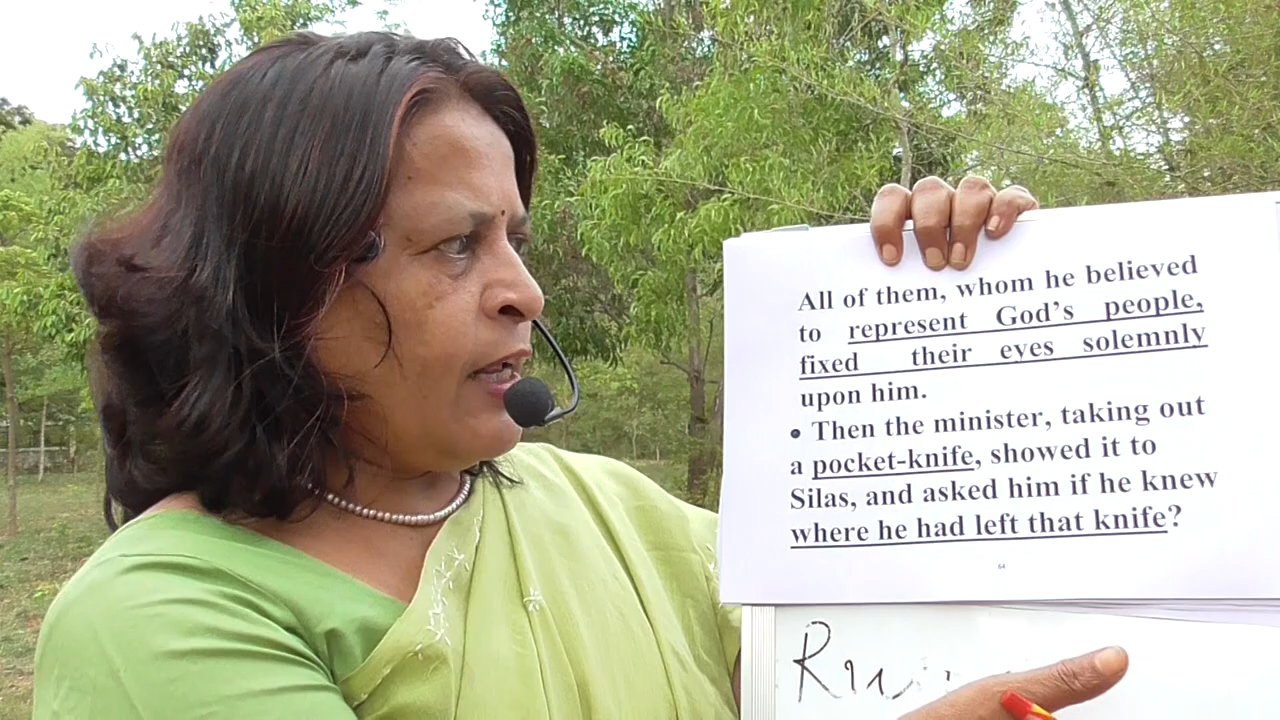 All of them, whom he believed
to represent God's people,
fixed their eyes solemnly
upon him.
• Then the minister, taking out
a pocket-knife, showed it to
Silas, and asked him if he knew
where he had left that knife?
64